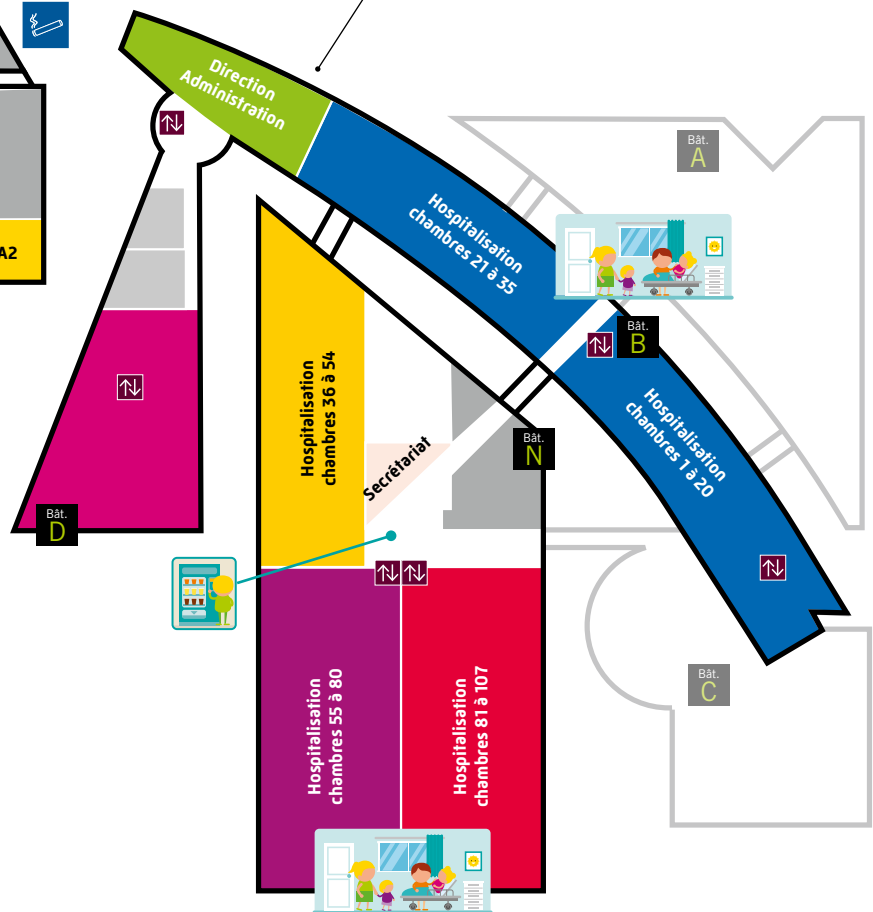 Direction
Administration
Bât.
A
A2
Hospitalisation
chambres 21 à 35
Bât.
B
Hospitalisation
chambres 36 à 54
Hospitalisation
chambres 1 à 20
Secrétariat
Bât.
N
Bât.
D
Hospitalisation
chambres 55 à 80
Hospitalisation
chambres 81 à 107
Bât.
C